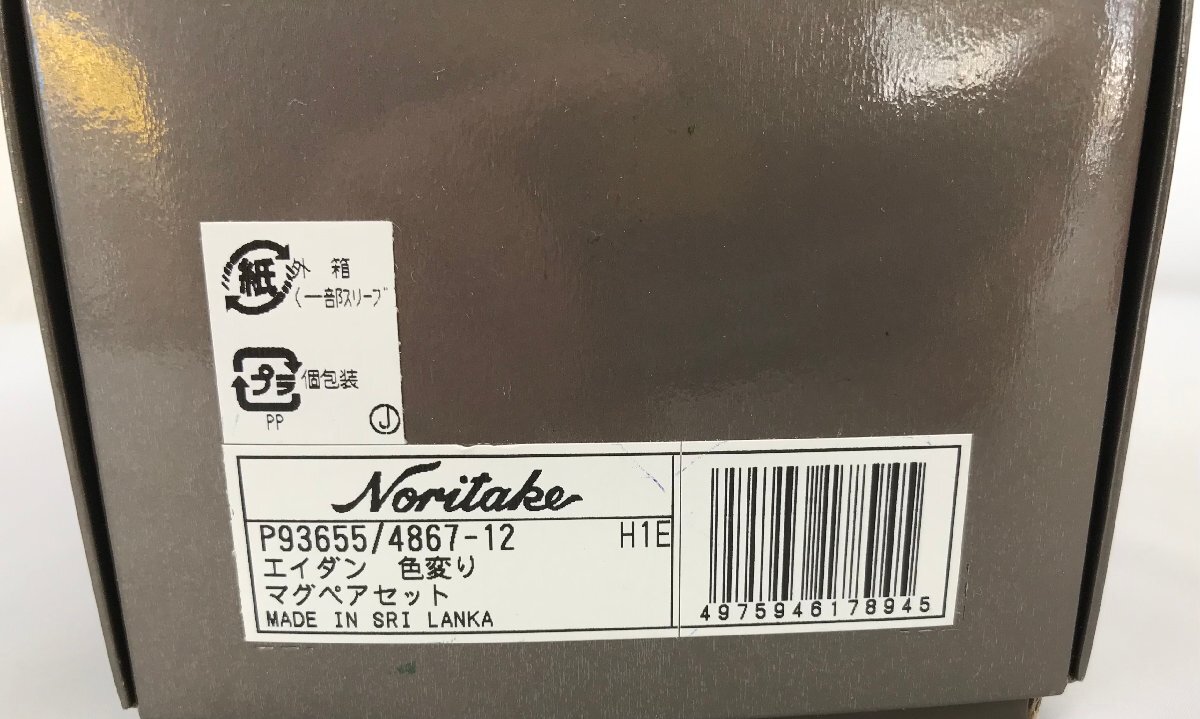 紙 外 箱
(一部スリーブ
プラ 個包装
PP
J
Noritake
P93655/4867-12 H1E
エイダン 色変り
マグペアセット
MADE IN SRI LANKA
4975946178945